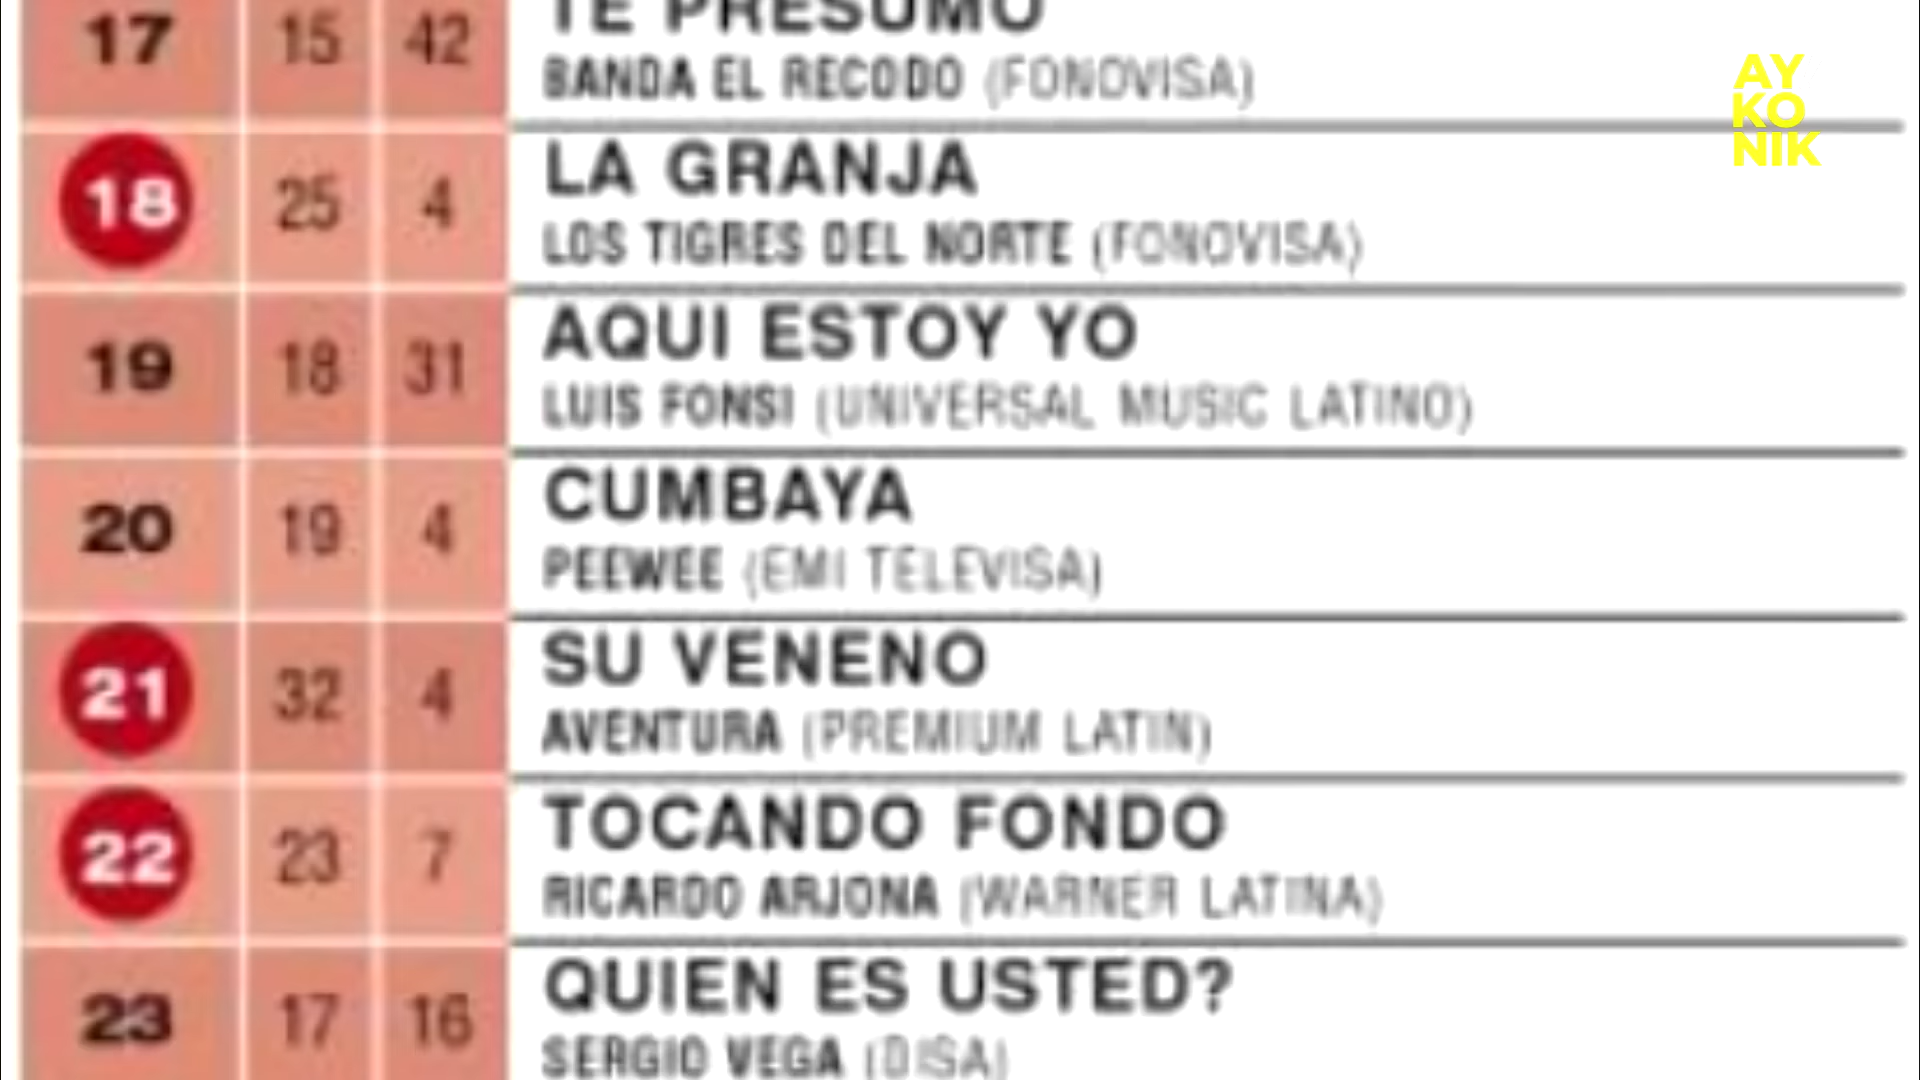 17 15 42 TE PRESUMO
BANDA EL RECODO (FONOVISA)
AY
KO
NIK
18 25 4 LA GRANJA
LOS TIGRES DEL NORTE (FONOVISA)
19 18 31 AQUI ESTOY YO
LUIS FONSI (UNIVERSAL MUSIC LATINO)
20 19 4 CUMBAYA
PEEWEE (EMI TELEVISA)
21 32 4 SU VENENO
AVENTURA (PREMIUM LATIN)
22 23 7 TOCANDO FONDO
RICARDO ARJONA (WARNER LATINA)
23 17 16 QUIEN ES USTED?
SERGIO VEGA (DISA)